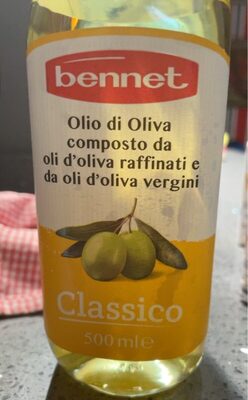 bennet
Olio di Oliva
composto da
oli d'oliva raffinati e
da oli d'oliva vergini
Classico
500 ml e